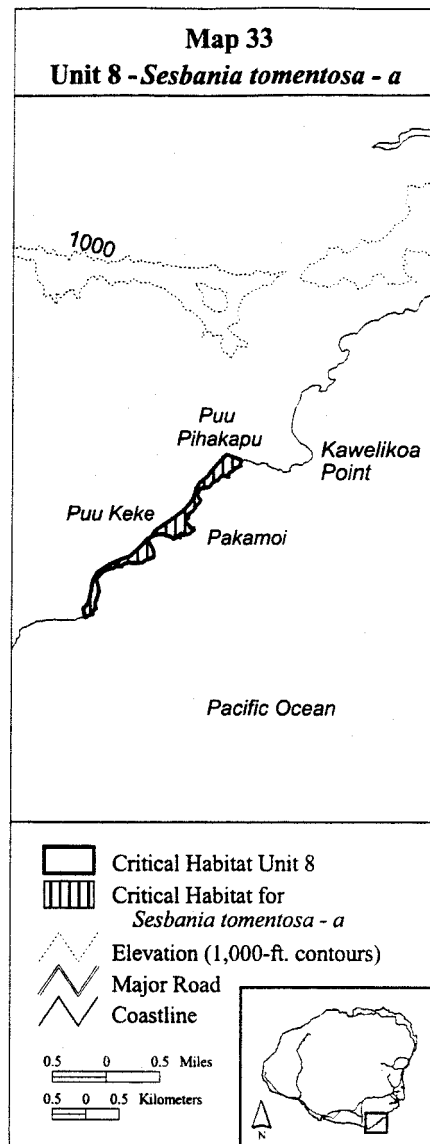 Map 33
Unit 8 - Sesbania tomentosa - a
1000
Puu
Pihakapu
Kawelikoa
Point
Puu Keke
Pakamoi
Pacific Ocean
Critical Habitat Unit 8
Critical Habitat for
Sesbania tomentosa - a
Elevation (1,000-ft. contours)
Major Road
Coastline
0.5 0 0.5 Miles
0.5 0 0.5 Kilometers
N